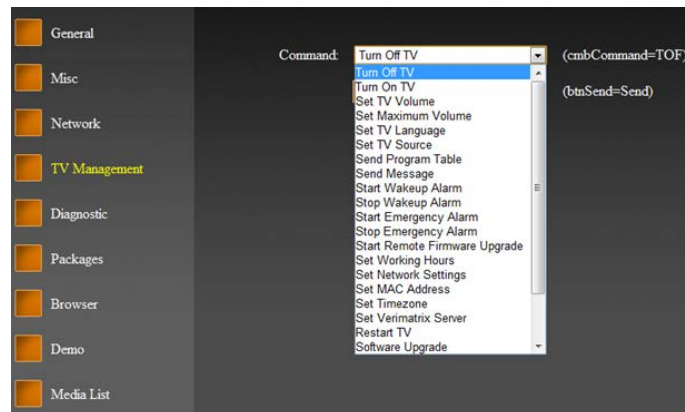 General
Misc
Network
TV Management
Diagnostic
Packages
Browser
Demo
Media List
Command: Turn Off TV (cmbCommand=TOF)
(btnSend=Send)
Turn Off TV
Turn On TV
Set TV Volume
Set Maximum Volume
Set TV Language
Set TV Source
Send Program Table
Send Message
Start Wakeup Alarm
Stop Wakeup Alarm
Start Emergency Alarm
Stop Emergency Alarm
Start Remote Firmware Upgrade
Set Working Hours
Set Network Settings
Set MAC Address
Set Timezone
Set Verimatrix Server
Restart TV
Software Upgrade